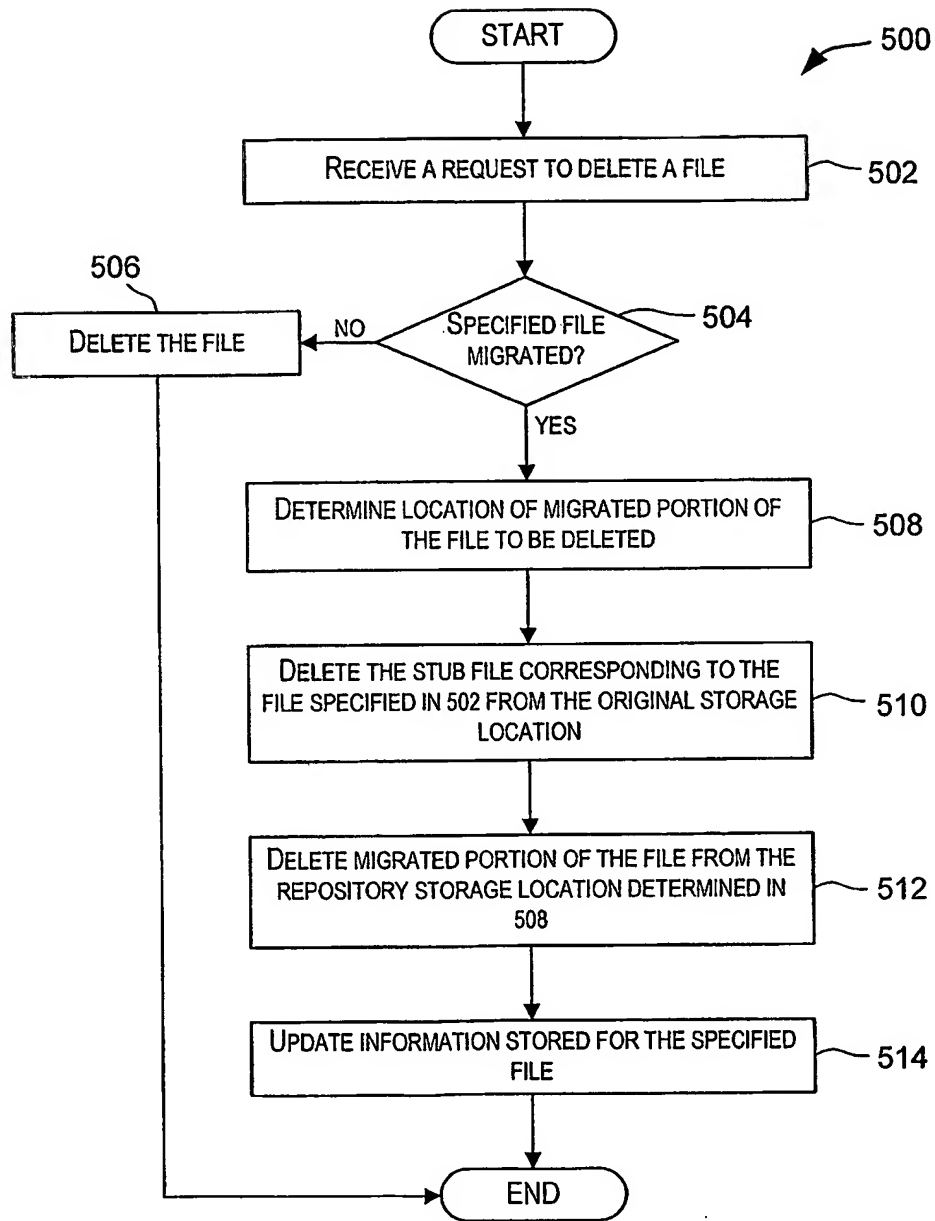 START
500
RECEIVE A REQUEST TO DELETE A FILE
502
506
DELETE THE FILE
NO
SPECIFIED FILE
MIGRATED?
504
YES
DETERMINE LOCATION OF MIGRATED PORTION OF
THE FILE TO BE DELETED
508
DELETE THE STUB FILE CORRESPONDING TO THE
FILE SPECIFIED IN 502 FROM THE ORIGINAL STORAGE
LOCATION
510
DELETE MIGRATED PORTION OF THE FILE FROM THE
REPOSITORY STORAGE LOCATION DETERMINED IN
508
512
UPDATE INFORMATION STORED FOR THE SPECIFIED
FILE
514
END